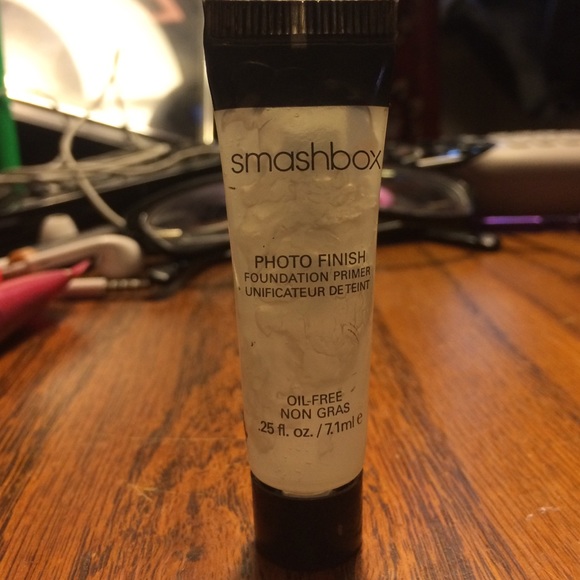 smashbox
PHOTO FINISH
FOUNDATION PRIMER
UNIFICATEUR DE TEINT
OIL-FREE
NON GRAS
.25 fl. oz. / 7.1ml e